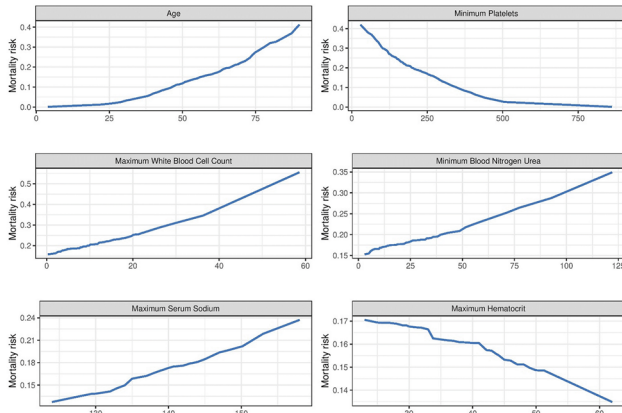 Age
Mortality risk
0.4
0.3
0.2
0.1
0.0
0 25 50 75
Minimum Platelets
Mortality risk
0.4
0.3
0.2
0.1
0.0
0 250 500 750
Maximum White Blood Cell Count
Mortality risk
0.5
0.4
0.3
0.2
0 20 40 60
Minimum Blood Nitrogen Urea
Mortality risk
0.35
0.30
0.25
0.20
0.15
0 25 50 75 100 125
Maximum Serum Sodium
Mortality risk
0.24
0.21
0.18
0.15
Maximum Hematocrit
Mortality risk
0.17
0.16
0.15
0.14